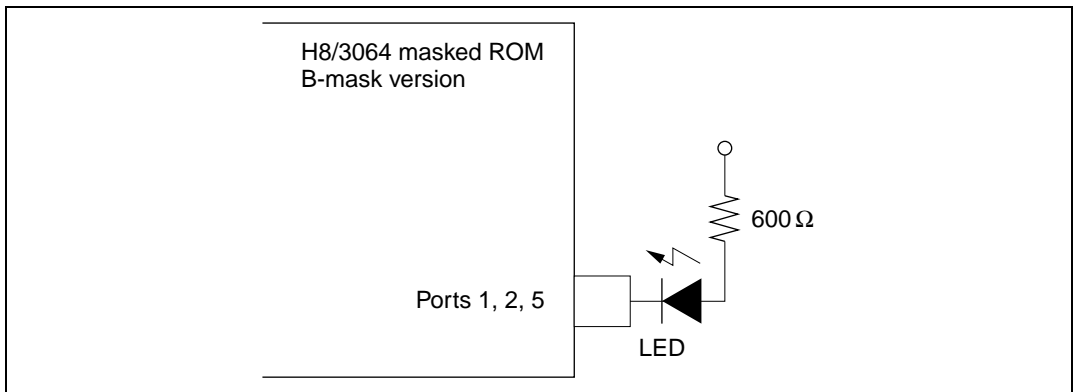 H8/3064 masked ROM
B-mask version
600 Ω
Ports 1, 2, 5
LED